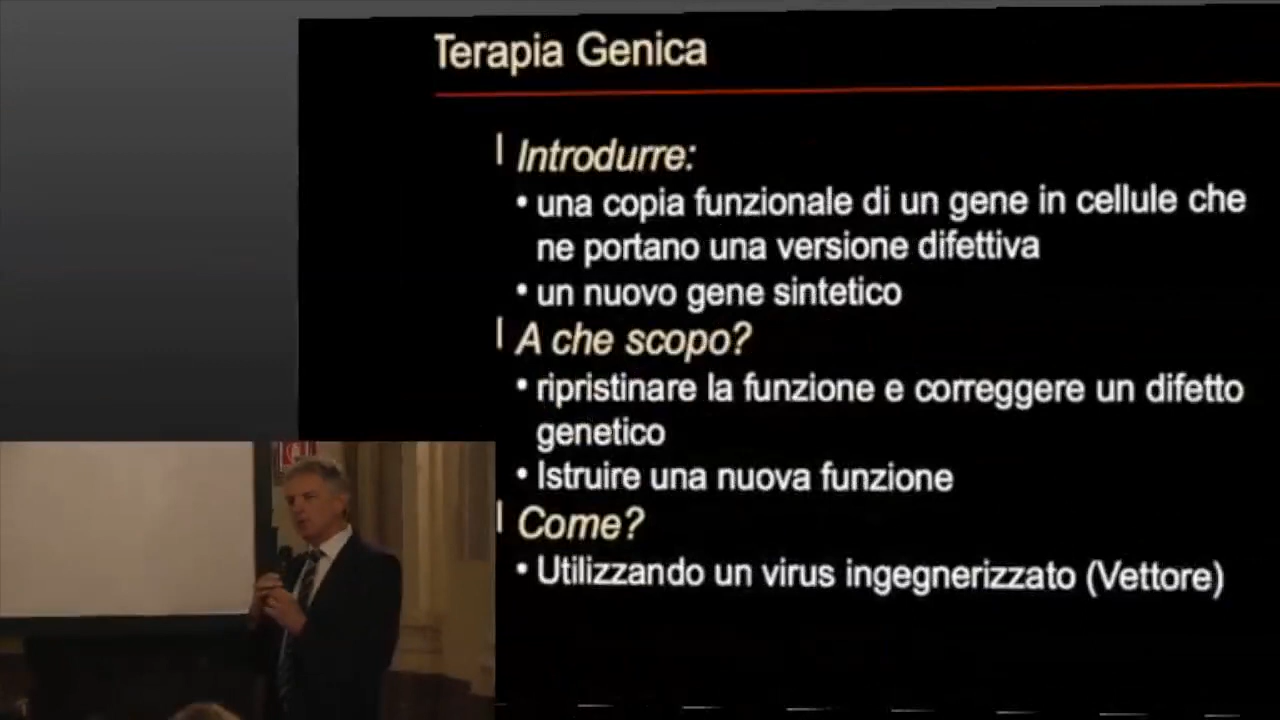 Terapia Genica
Introdurre:
• una copia funzionale di un gene in cellule che
ne portano una versione difettiva
• un nuovo gene sintetico
A che scopo?
• ripristinare la funzione e correggere un difetto
genetico
• Istruire una nuova funzione
Come?
• Utilizzando un virus ingegnerizzato (Vettore)